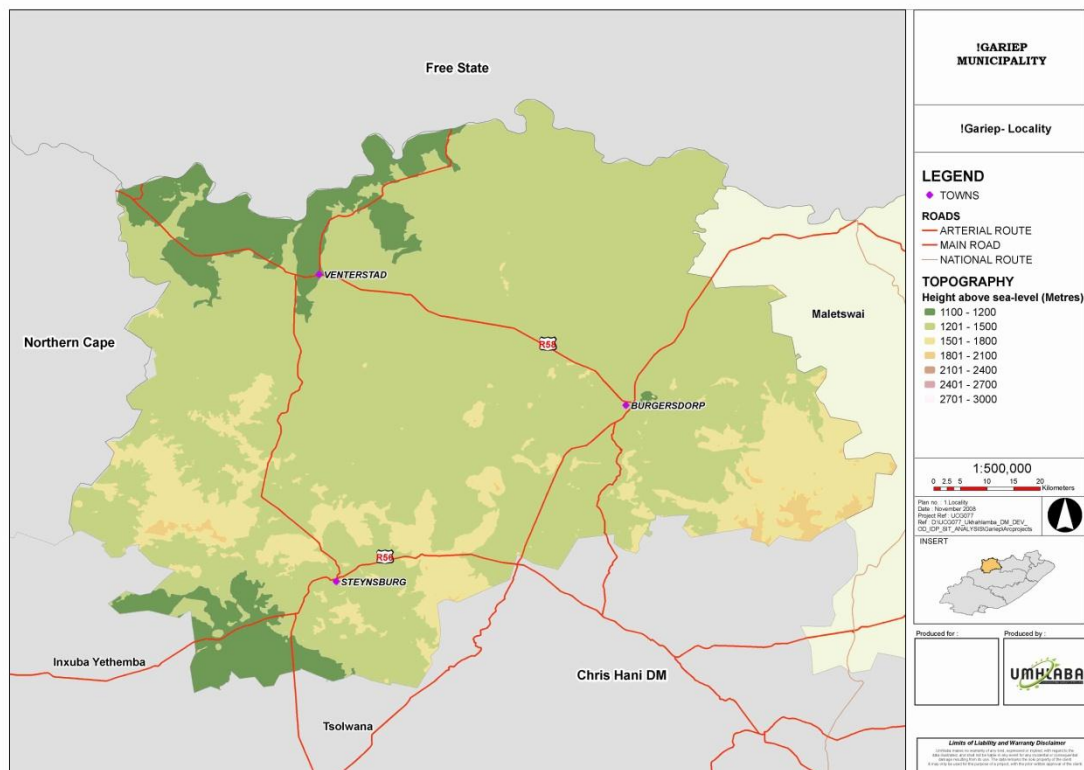 Free State
Northern Cape
VENTERSTAD
R58
Maletswai
BURGERSDORP
R56
STEYNSBURG
Inxuba Yethemba
Chris Hani DM
Tsolwana
!GARIEP
MUNICIPALITY
!Gariep- Locality
LEGEND
TOWNS
ROADS
ARTERIAL ROUTE
MAIN ROAD
NATIONAL ROUTE
TOPOGRAPHY
Height above sea-level (Metres)
1100 - 1200
1201 - 1500
1501 - 1800
1801 - 2100
2101 - 2400
2401 - 2700
2701 - 3000
1:500,000
0 2.5 5 10 15 20
Kilometers
Plan no. : 1.Locality
Date : November 2008
Project Ref : UCG077
INSERT
Produced for :
Produced by :
UMHLABA
Limits of Liability and Warranty Disclaimer